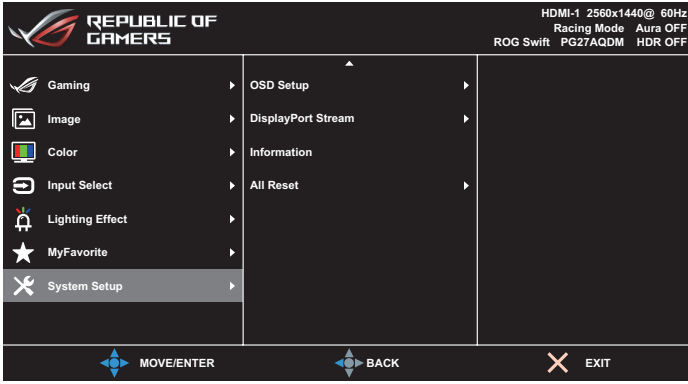 REPUBLIC OF
GAMERS
HDMI-1 2560x1440@ 60Hz
Racing Mode Aura OFF
ROG Swift PG27AQDM HDR OFF
Gaming
Image
Color
Input Select
Lighting Effect
MyFavorite
System Setup
OSD Setup
DisplayPort Stream
Information
All Reset
MOVE/ENTER
BACK
EXIT